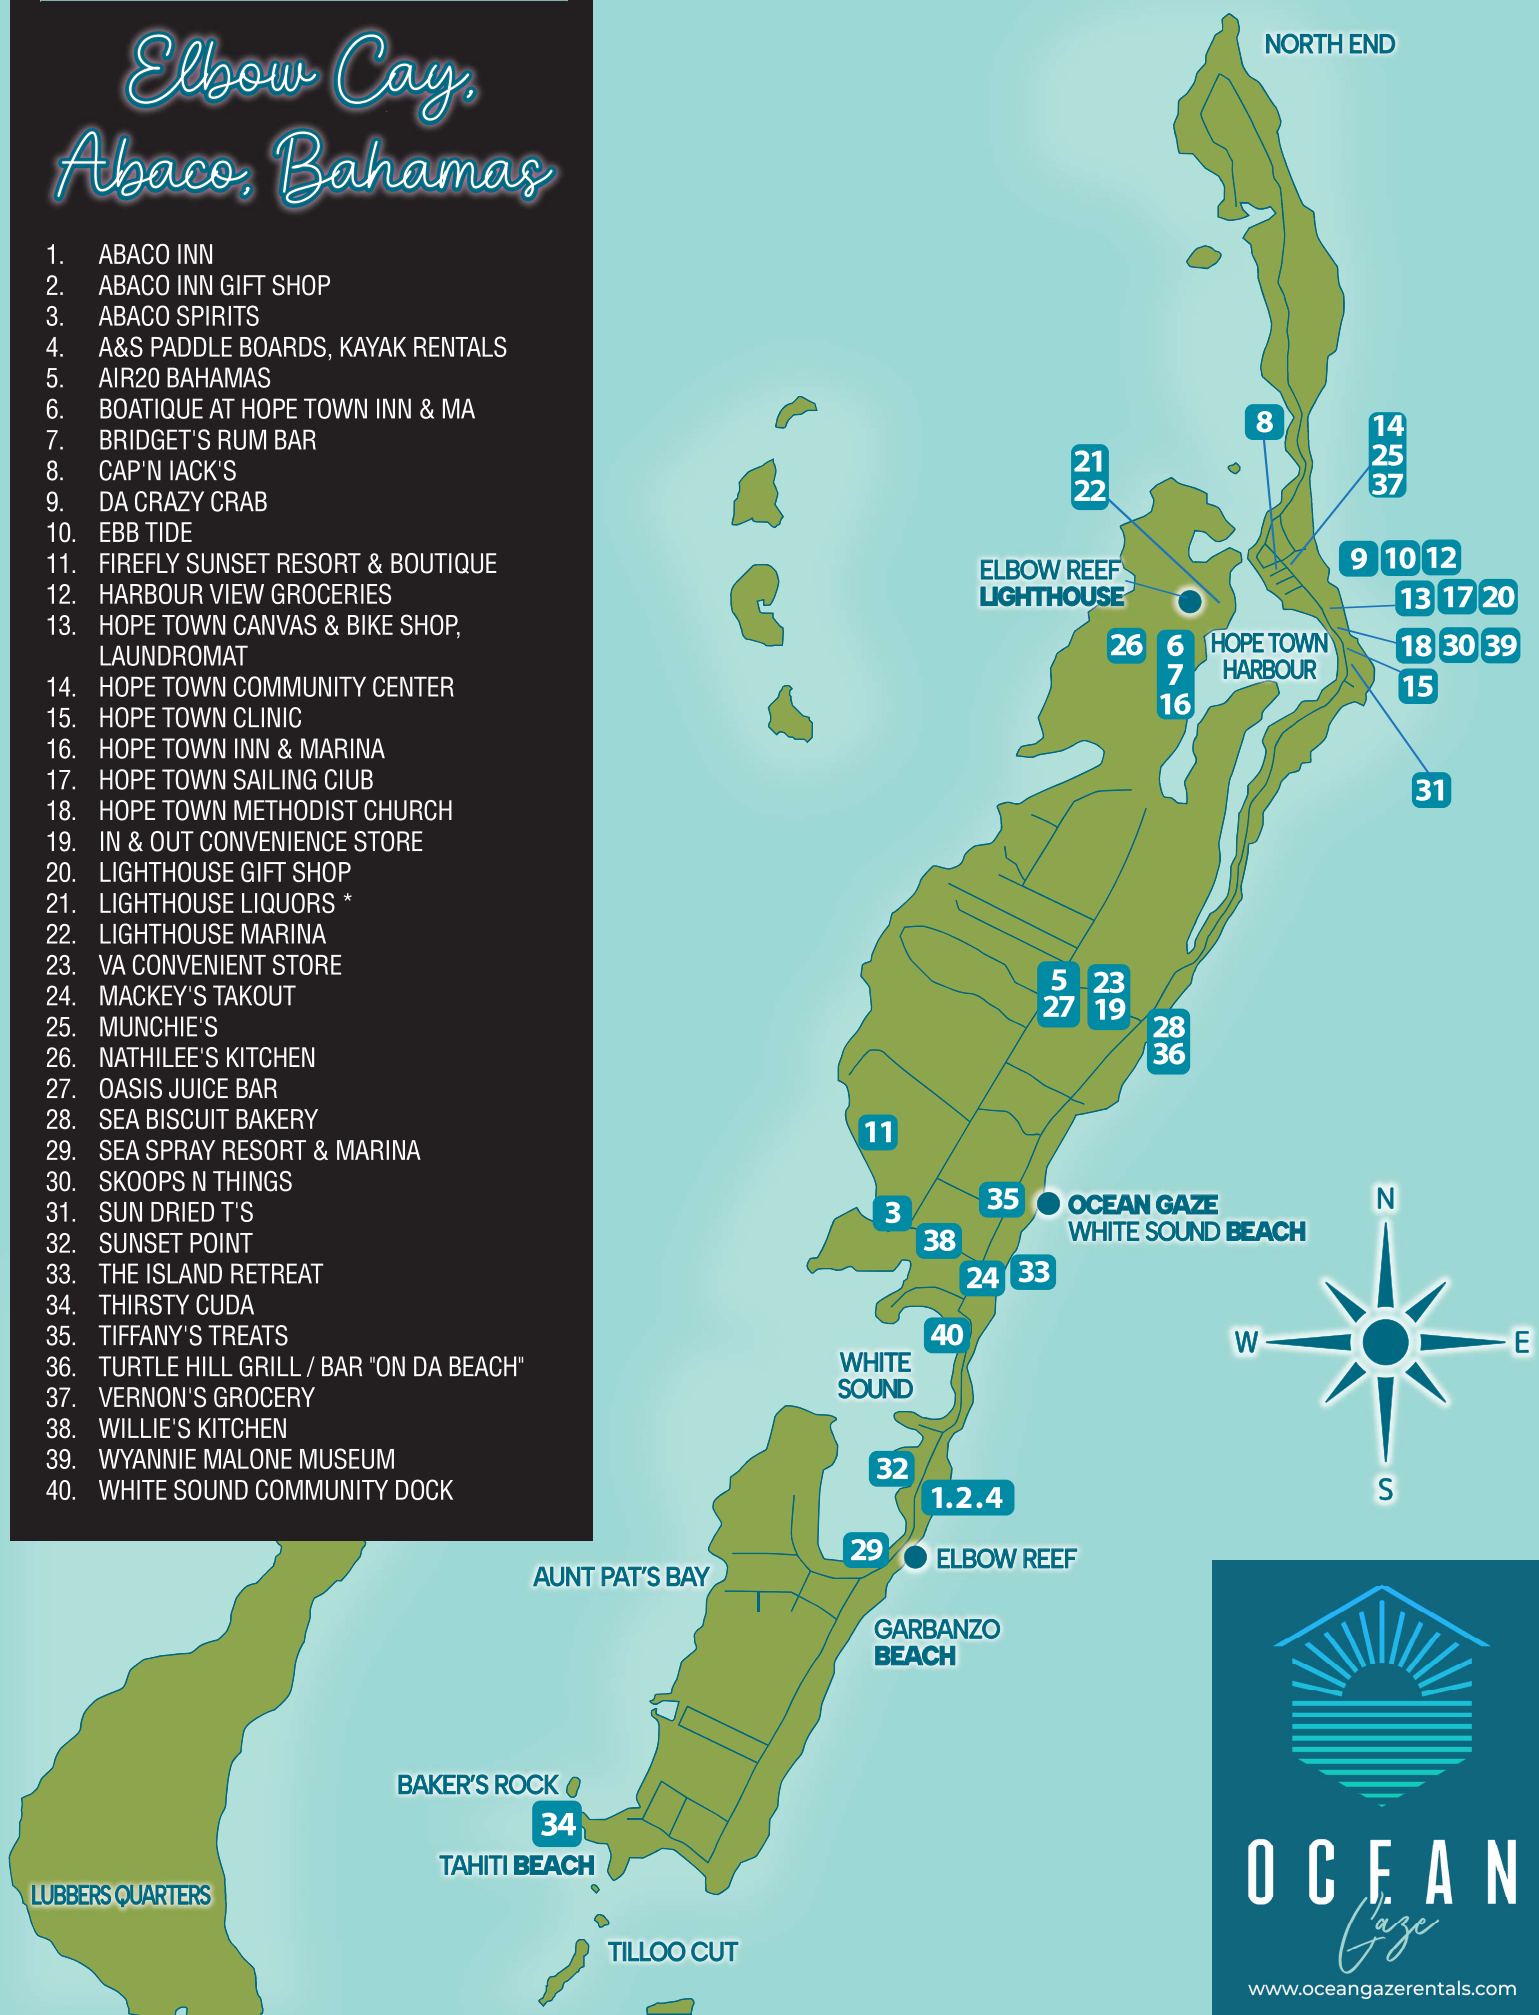 Elbow Cay,
Abaco, Bahamas
1. ABACO INN
2. ABACO INN GIFT SHOP
3. ABACO SPIRITS
4. A&S PADDLE BOARDS, KAYAK RENTALS
5. AIR20 BAHAMAS
6. BOATIQUE AT HOPE TOWN INN & MA
7. BRIDGET'S RUM BAR
8. CAP'N IACK'S
9. DA CRAZY CRAB
10. EBB TIDE
11. FIREFLY SUNSET RESORT & BOUTIQUE
12. HARBOUR VIEW GROCERIES
13. HOPE TOWN CANVAS & BIKE SHOP,
LAUNDROMAT
14. HOPE TOWN COMMUNITY CENTER
15. HOPE TOWN CLINIC
16. HOPE TOWN INN & MARINA
17. HOPE TOWN SAILING CIUB
18. HOPE TOWN METHODIST CHURCH
19. IN & OUT CONVENIENCE STORE
20. LIGHTHOUSE GIFT SHOP
21. LIGHTHOUSE LIQUORS *
22. LIGHTHOUSE MARINA
23. VA CONVENIENT STORE
24. MACKEY'S TAKOUT
25. MUNCHIE'S
26. NATHILEE'S KITCHEN
27. OASIS JUICE BAR
28. SEA BISCUIT BAKERY
29. SEA SPRAY RESORT & MARINA
30. SKOOPS N THINGS
31. SUN DRIED T'S
32. SUNSET POINT
33. THE ISLAND RETREAT
34. THIRSTY CUDA
35. TIFFANY'S TREATS
36. TURTLE HILL GRILL / BAR "ON DA BEACH"
37. VERNON'S GROCERY
38. WILLIE'S KITCHEN
39. WYANNIE MALONE MUSEUM
40. WHITE SOUND COMMUNITY DOCK
NORTH END
8
14
25
37
21
22
ELBOW REEF
LIGHTHOUSE
9 10 12
13 17 20
26
6
7
16
HOPE TOWN
HARBOUR
18 30 39
15
31
5
27
23
19
28
36
11
35
OCEAN GAZE
WHITE SOUND BEACH
3
38
24
33
40
WHITE
SOUND
N
W
E
S
32
1.2.4
29
ELBOW REEF
AUNT PAT'S BAY
GARBANZO
BEACH
BAKER'S ROCK
34
TAHITI BEACH
LUBBERS QUARTERS
TILLOO CUT
OCEAN
Gaze
www.oceangazerentals.com